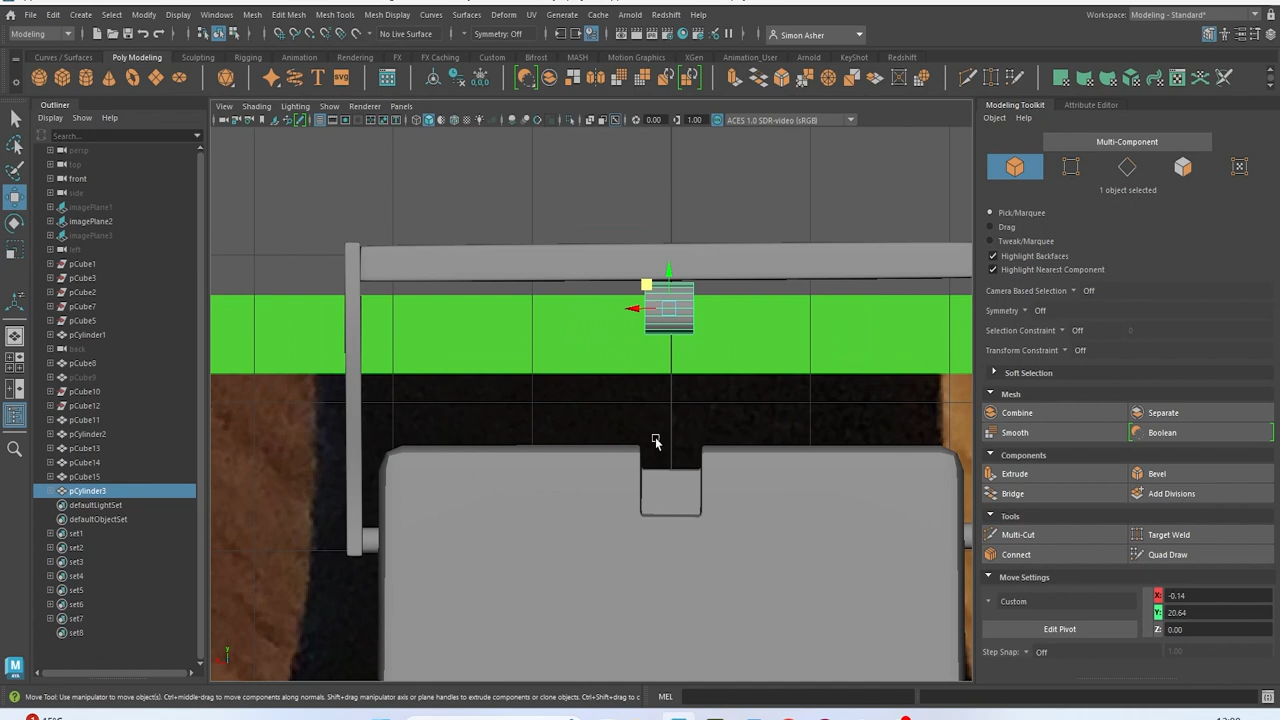 File Edit Create Select Modify Display Windows Mesh Edit Mesh Mesh Tools Mesh Display Curves Surfaces Deform UV Generate Cache Arnold Redshift Help Workspace: Modeling - Standard*
Modeling No Live Surface Symmetry: Off Simon Asher
Curves / Surfaces Poly Modeling Sculpting Rigging Animation Rendering FX FX Caching Custom Bifrost MASH Motion Graphics XGen Animation_User Arnold KeyShot Redshift
SVG
Outliner
Display Show Help
Search...
persp
top
front
side
imagePlane1
imagePlane2
imagePlane3
left
pCube1
pCube3
pCube2
pCube7
pCube5
pCylinder1
back
pCube8
pCube9
pCube10
pCube12
pCube11
pCylinder2
pCube13
pCube14
pCube15
pCylinder3
defaultLightSet
defaultObjectSet
set1
set2
set3
set4
set5
set6
set7
set8
View Shading Lighting Show Renderer Panels
0.00 1.00 ACES 1.0 SDR-video (sRGB)
Modeling Toolkit Attribute Editor
Object Help
Multi-Component
1 object selected
Pick/Marquee
Drag
Tweak/Marquee
Highlight Backfaces
Highlight Nearest Component
Camera Based Selection Off
Symmetry Off
Selection Constraint Off 0
Transform Constraint Off
Soft Selection
Mesh
Combine Separate
Smooth Boolean
Components
Extrude Bevel
Bridge Add Divisions
Tools
Multi-Cut Target Weld
Connect Quad Draw
Move Settings
Custom X: -0.14
Y: 20.64
Edit Pivot Z: 0.00
Step Snap: Off 1.00
Move Tool: Use manipulator to move object(s). Ctrl+middle-drag to move components along normals. Shift+drag manipulator axis or plane handles to extrude components or clone objects. Ctrl+Shift+drag to c MEL